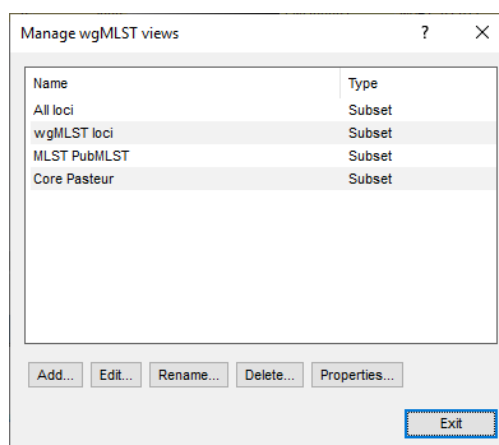 Manage wgMLST views ?
Name Type
All loci Subset
wgMLST loci Subset
MLST PubMLST Subset
Core Pasteur Subset
Add... Edit... Rename... Delete... Properties...
Exit